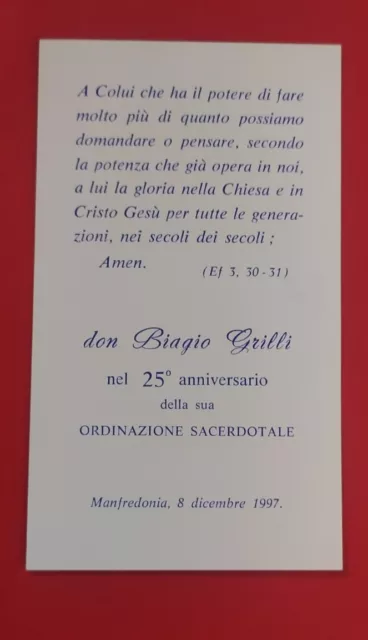 A Colui che ha il potere di fare
molto più di quanto possiamo
domandare o pensare, secondo
la potenza che già opera in noi,
a lui la gloria nella Chiesa e in
Cristo Gesù per tutte le genera-
zioni, nei secoli dei secoli ;
Amen.
(Ef 3, 30-31)
don Biagio Grilli
nel 25° anniversario
della sua
ORDINAZIONE SACERDOTALE
Manfredonia, 8 dicembre 1997.